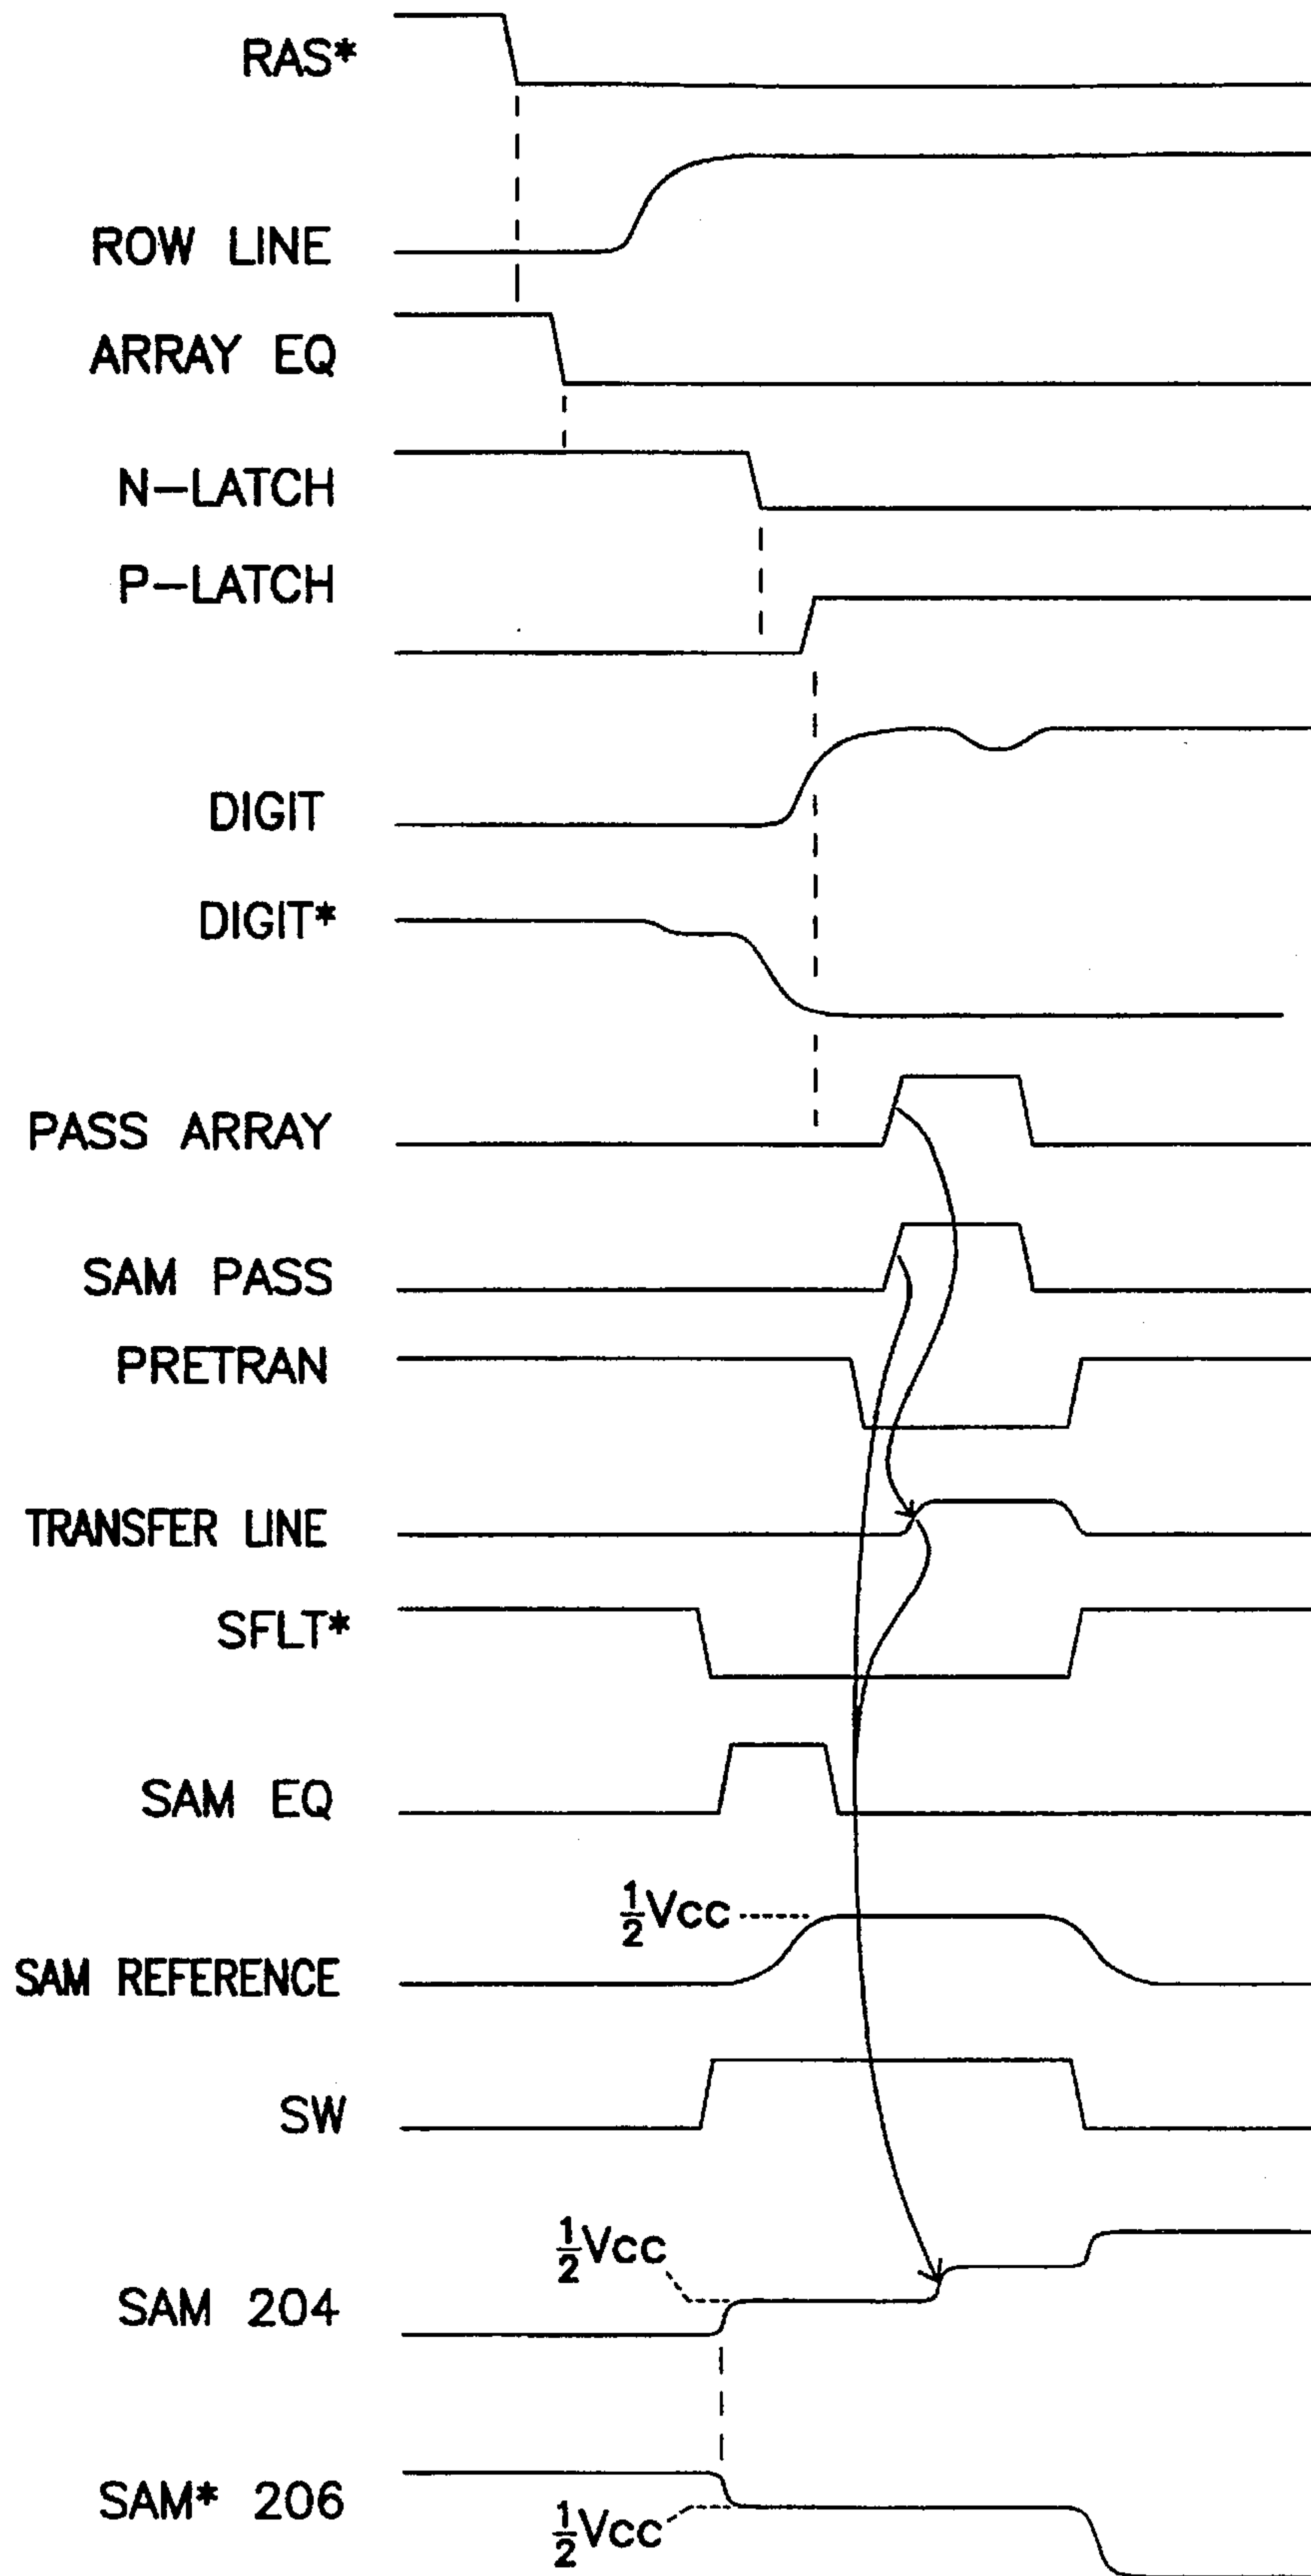 RAS*
ROW LINE
ARRAY EQ
N-LATCH
P-LATCH
DIGIT
DIGIT*
PASS ARRAY
SAM PASS
PRETRAN
TRANSFER LINE
SFLT*
SAM EQ
½Vcc
SAM REFERENCE
SW
½Vcc
SAM 204
SAM* 206
½Vcc